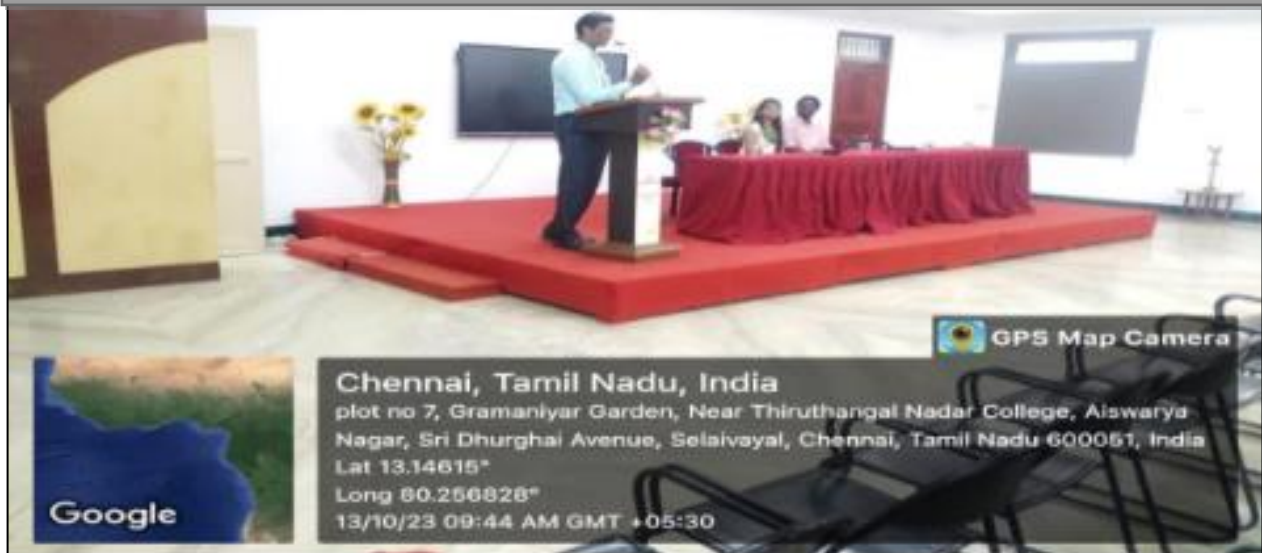 GPS Map Camera
Chennai, Tamil Nadu, India
plot no 7, Gramaniyar Garden, Near Thiruthangal Nadar College, Aiswarya
Nagar, Sri Dhurghai Avenue, Selaivayal, Chennai, Tamil Nadu 600051, India
Lat 13.14615°
Long 80.256828°
13/10/23 09:44 AM GMT +05:30
Google